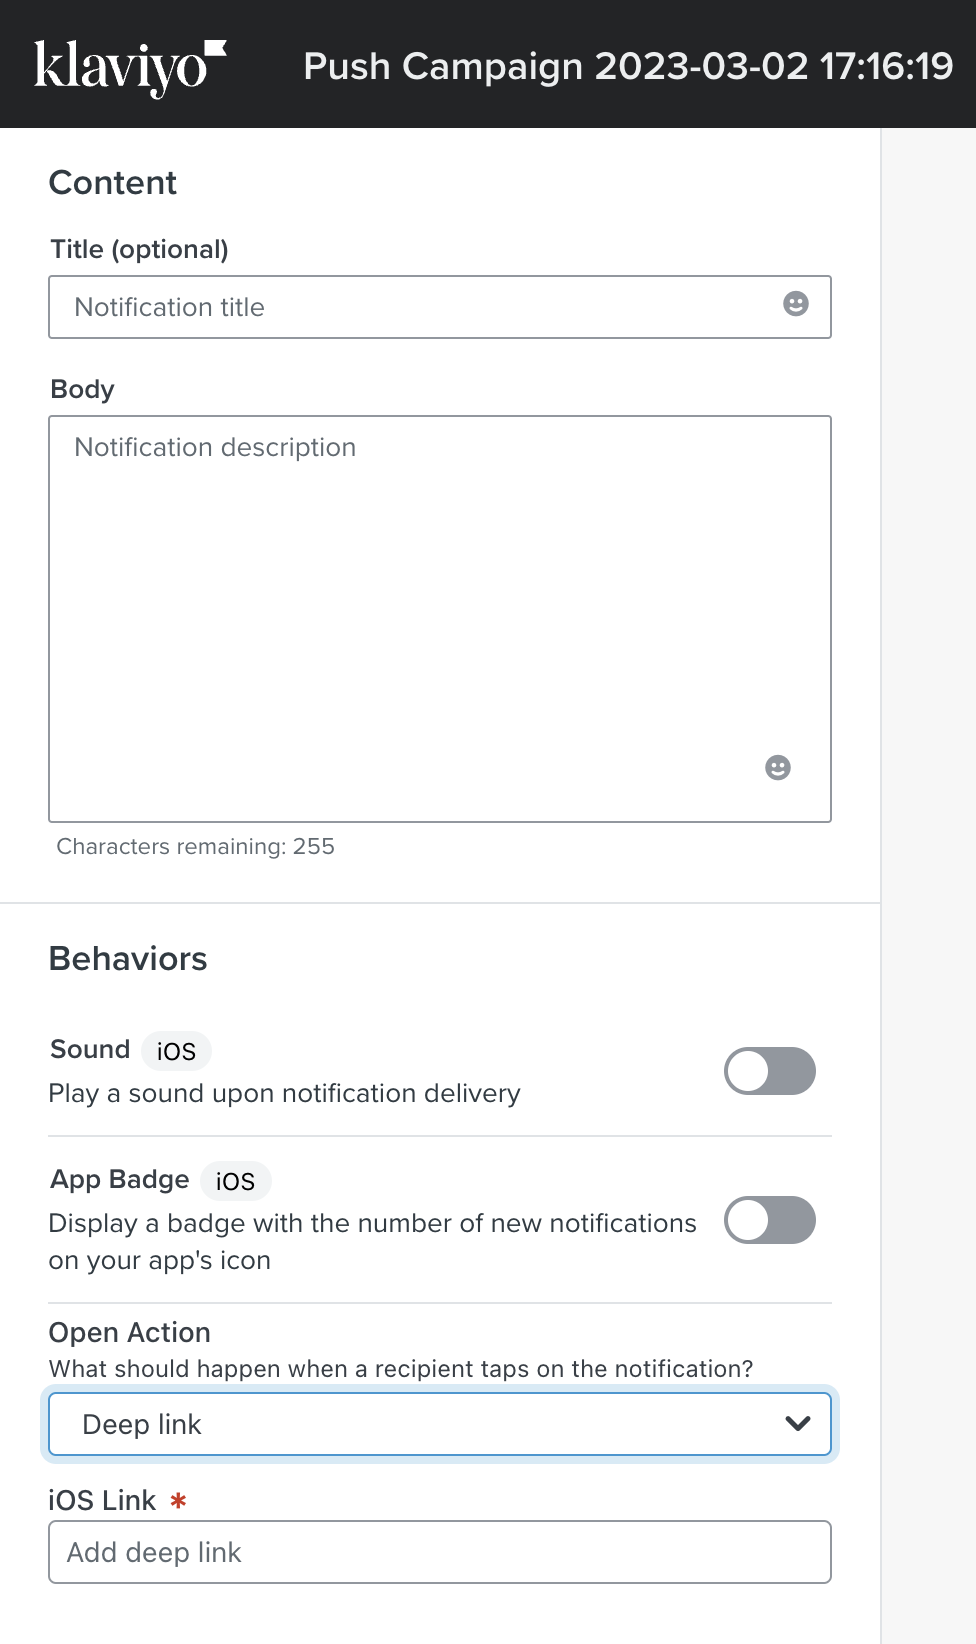 klaviyo Push Campaign 2023-03-02 17:16:19
Content
Title (optional)
Notification title
Body
Notification description
Characters remaining: 255
Behaviors
Sound iOS
Play a sound upon notification delivery
App Badge iOS
Display a badge with the number of new notifications
on your app's icon
Open Action
What should happen when a recipient taps on the notification?
Deep link
iOS Link *
Add deep link